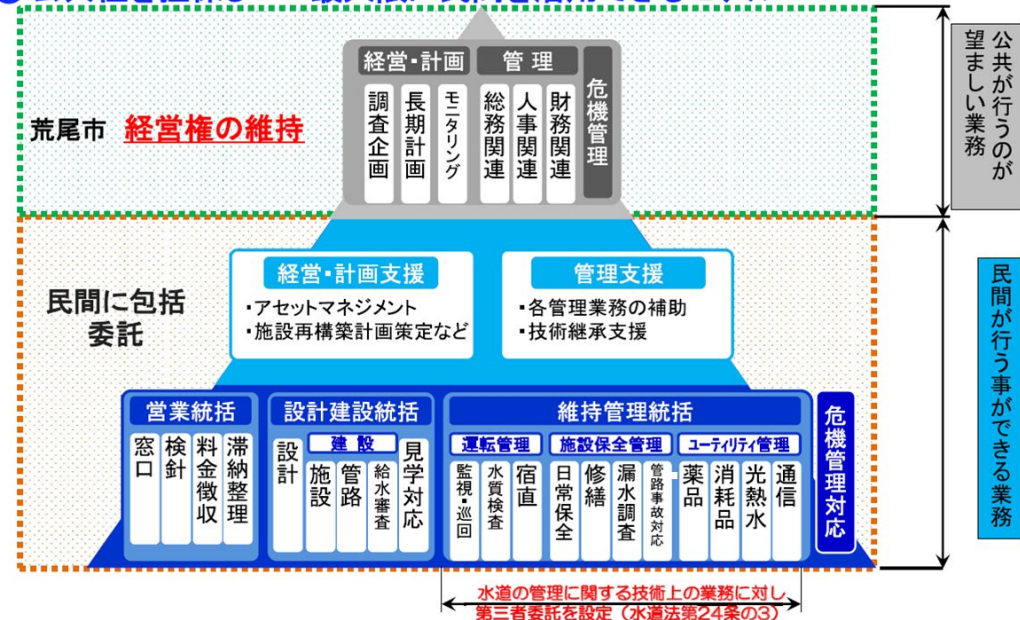 経営・計画
管理
危機管理
調査企画
長期計画
モニタリング
総務関連
人事関連
財務関連
荒尾市 経営権の維持
公共が行うのが
望ましい業務
民間に包括
委託
経営・計画支援
・アセットマネジメント
・施設再構築計画策定など
管理支援
・各管理業務の補助
・技術継承支援
民間が行う事ができる業務
営業統括
窓口
検針
料金徴収
滞納整理
設計建設統括
設計
建設
施設
管路
給水審査
見学対応
維持管理統括
運転管理
監視・巡回
水質検査
宿直
施設保全管理
日常保全
修繕
漏水調査
管路事故対応
ユーティリティ管理
薬品
消耗品
光熱水
通信
危機管理対応
水道の管理に関する技術上の業務に対し
第三者委託を設定（水道法第24条の3）